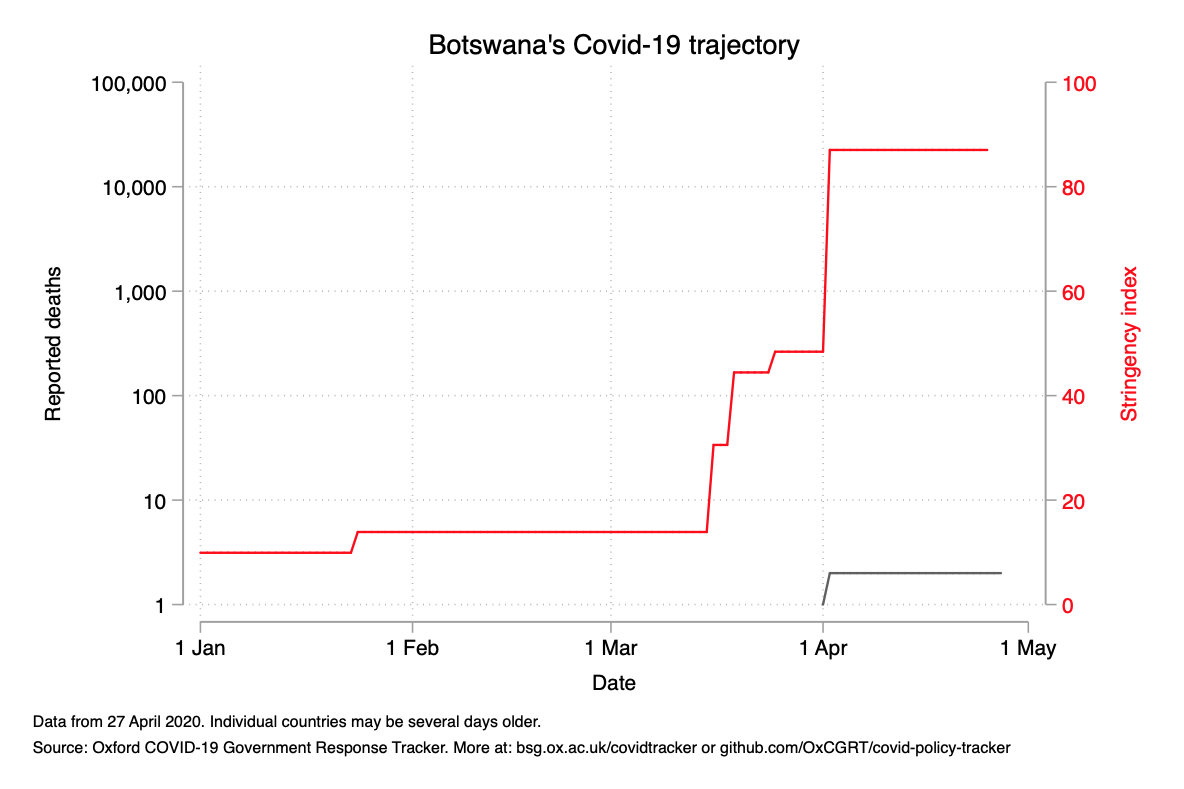 Botswana's Covid-19 trajectory
100,000
10,000
1,000
100
10
1
Reported deaths
100
80
60
40
20
0
Stringency index
1 Jan
1 Feb
1 Mar
1 Apr
1 May
Date
Data from 27 April 2020. Individual countries may be several days older.
Source: Oxford COVID-19 Government Response Tracker. More at: bsg.ox.ac.uk/covidtracker or github.com/OxCGRT/covid-policy-tracker